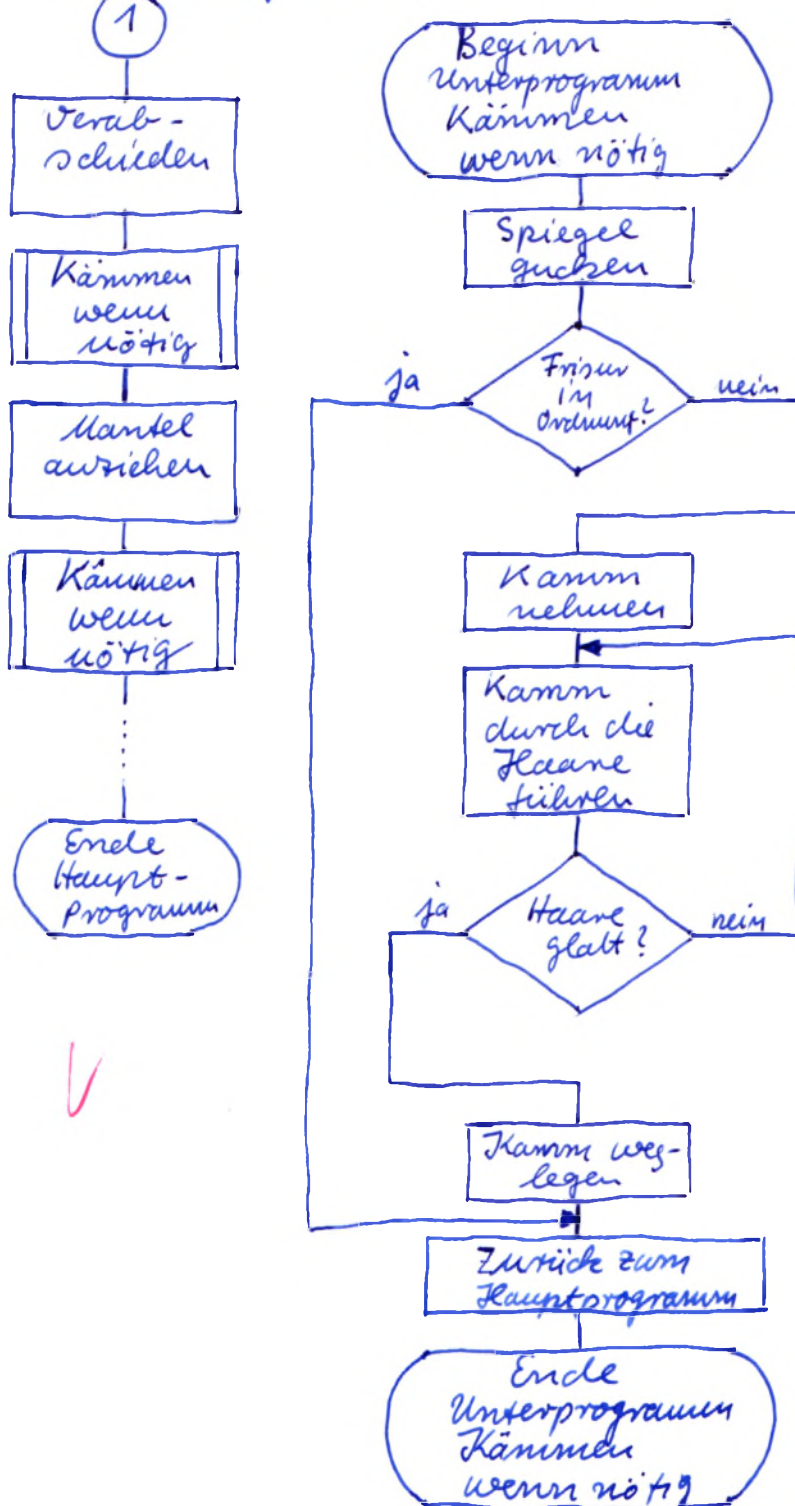 1
Verab-
schieden
Kämmen
wenn
nötig
Mantel
anziehen
Kämmen
wenn
nötig
Ende
Haupt-
programm
Beginn
Unterprogramm
Kämmen
wenn nötig
Spiegel
gucken
Frisur
in
Ordnung?
ja
nein
Kamm
nehmen
Kamm
durch die
Haare
führen
Haare
glatt?
ja
nein
Kamm weg-
legen
Zurück zum
Hauptprogramm
Ende
Unterprogramm
Kämmen
wenn nötig